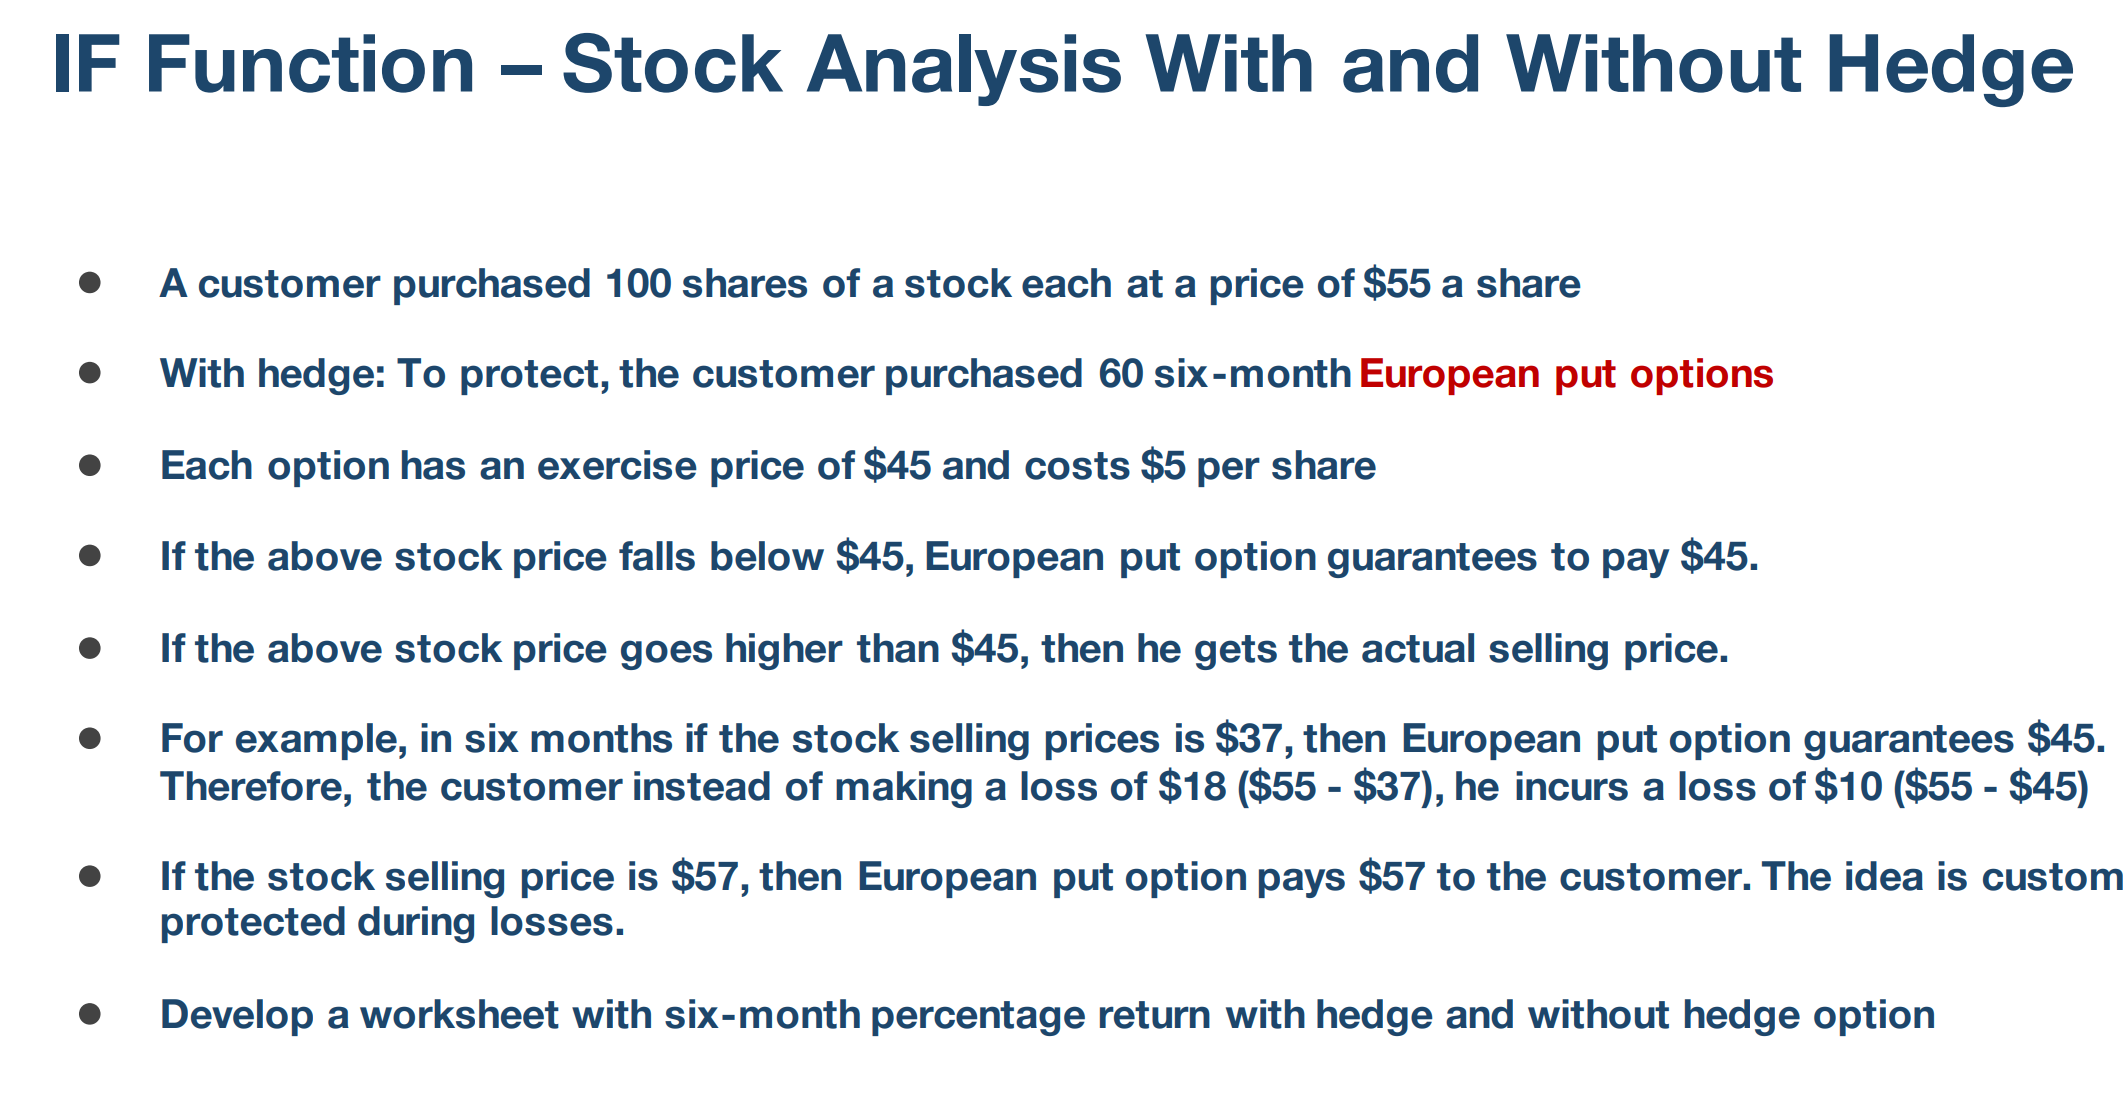 IF Function – Stock Analysis With and Without Hedge
● A customer purchased 100 shares of a stock each at a price of $55 a share
● With hedge: To protect, the customer purchased 60 six-month European put options
● Each option has an exercise price of $45 and costs $5 per share
● If the above stock price falls below $45, European put option guarantees to pay $45.
● If the above stock price goes higher than $45, then he gets the actual selling price.
● For example, in six months if the stock selling prices is $37, then European put option guarantees $45.
Therefore, the customer instead of making a loss of $18 ($55 - $37), he incurs a loss of $10 ($55 - $45)
● If the stock selling price is $57, then European put option pays $57 to the customer. The idea is custom
protected during losses.
● Develop a worksheet with six-month percentage return with hedge and without hedge option